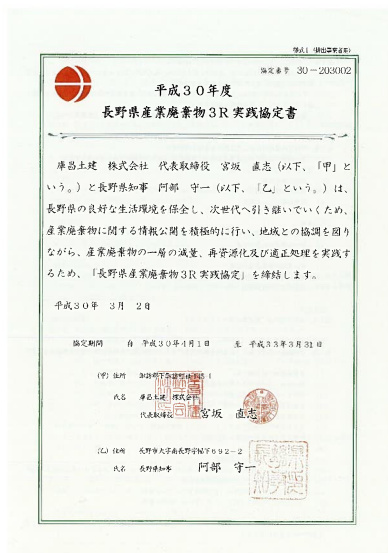 様式1（排出事業者用）
協定番号 30－203002
平成３０年度
長野県産業廃棄物３Ｒ実践協定書
庫昌土建 株式会社 代表取締役 宮坂 直志（以下、「甲」と
いう。）と長野県知事 阿部 守一（以下、「乙」という。）は、
長野県の良好な生活環境を保全し、次世代へ引き継いでいくため、
産業廃棄物に関する情報公開を積極的に行い、地域との協調を図り
ながら、産業廃棄物の一層の減量、再資源化及び適正処理を実践す
るため、「長野県産業廃棄物３Ｒ実践協定」を締結します。
平成３０年 ３月 ２日
協定期間 自 平成３０年４月１日 至 平成３３年３月３１日
（甲）住所 諏訪郡下諏訪町
氏名 庫昌土建 株式会社
代表取締役 宮坂 直志
（乙）住所 長野市大字南長野字幅下６９２－２
氏名 長野県知事 阿部 守一